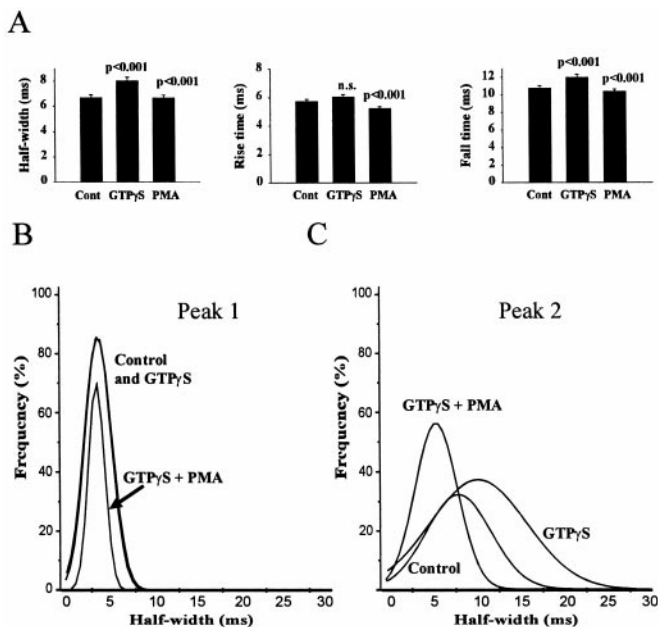 A
p<0.001
p<0.001
Half-width (ms)
8
6
4
2
0
Cont GTPγS PMA
n.s.
p<0.001
Rise time (ms)
8
6
4
2
0
Cont GTPγS PMA
p<0.001
p<0.001
Fall time (ms)
12
10
8
6
4
2
0
Cont GTPγS PMA
B
Peak 1
Control
and GTPγS
GTPγS + PMA
Frequency (%)
100
80
60
40
20
0
0 5 10 15 20 25 30
Half-width (ms)
C
Peak 2
GTPγS + PMA
GTPγS
Control
Frequency (%)
100
80
60
40
20
0
0 5 10 15 20 25 30
Half-width (ms)